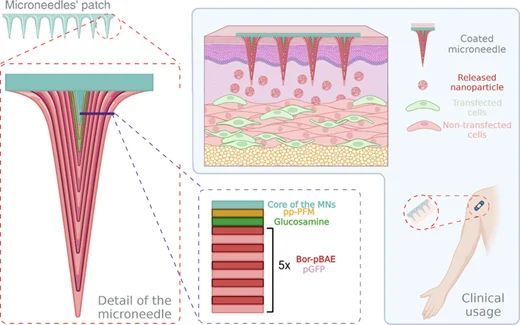 Microneedles' patch
Detail of the
microneedle
Core of the MNs
pp-PFM
Glucosamine
5x
Bor-pBAE
pGFP
Coated
microneedle
Released
nanoparticle
Transfected
cells
Non-transfected
cells
Clinical
usage